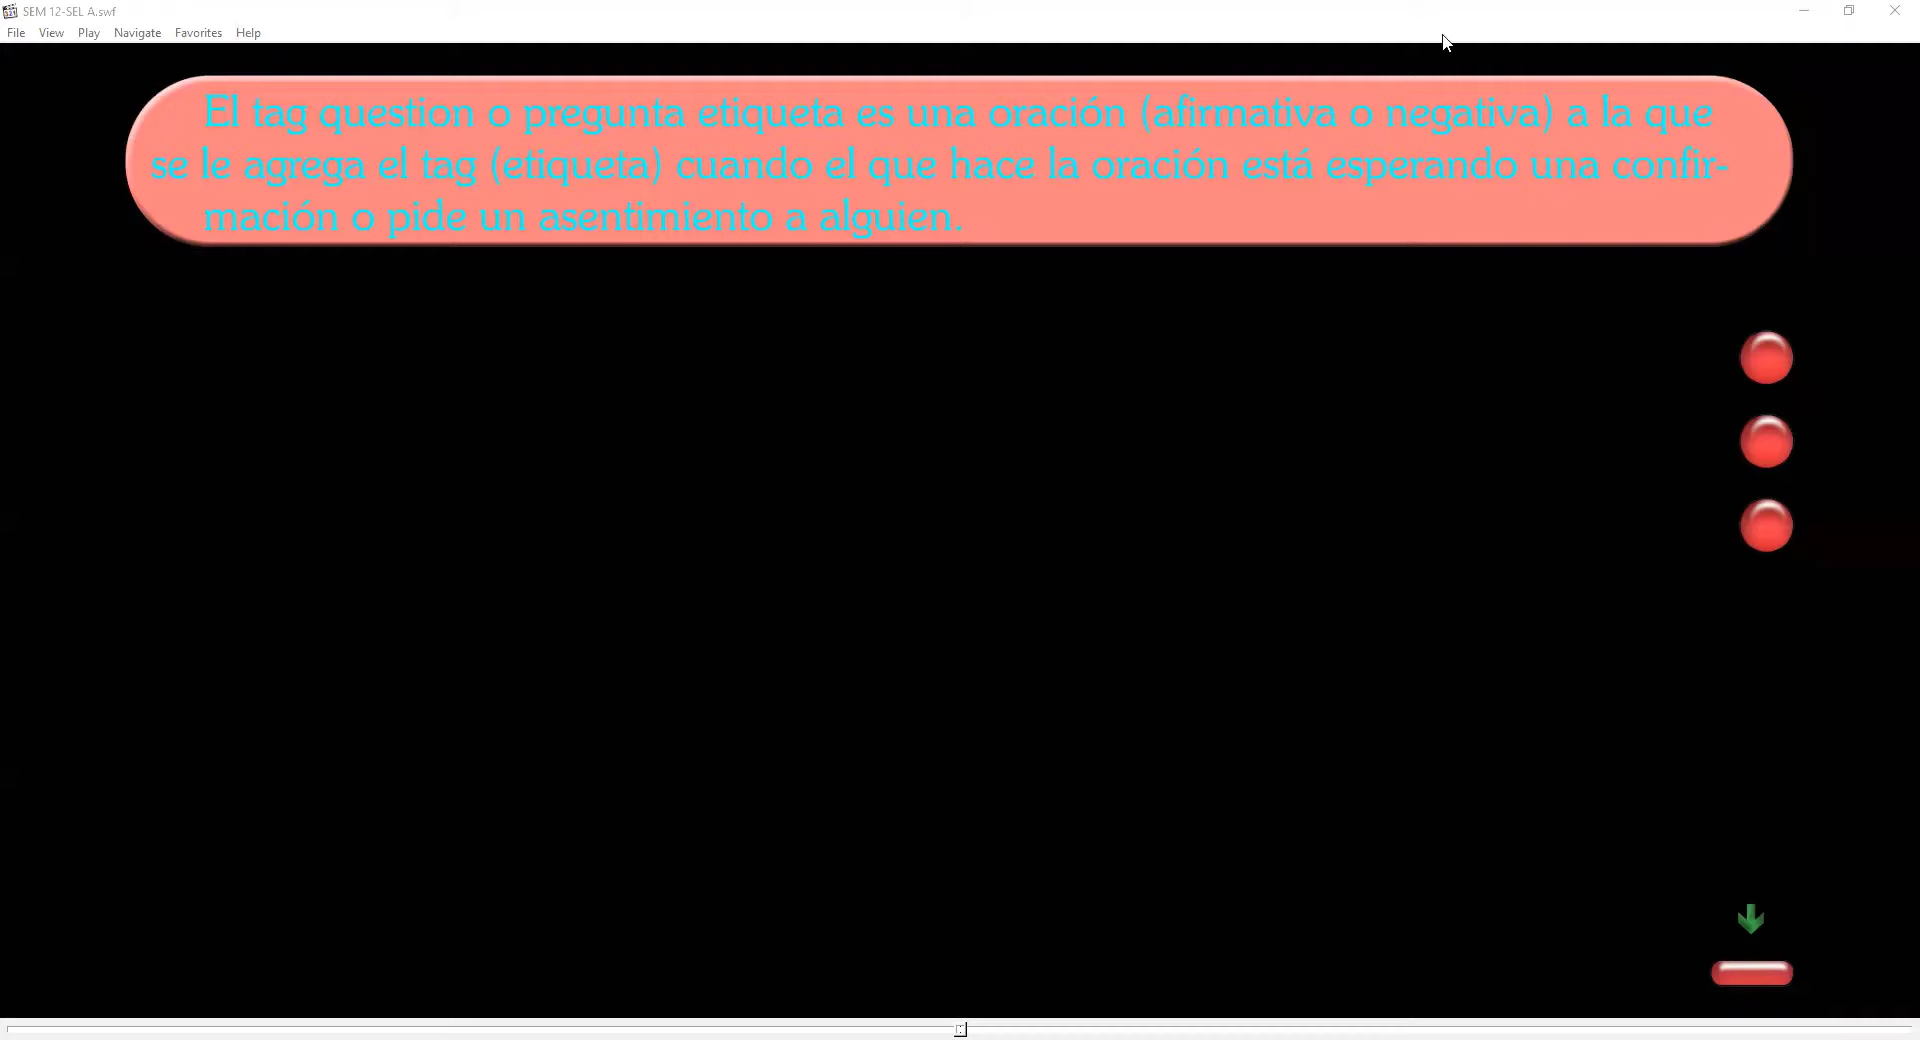 SEM 12-SEL A.swf
File View Play Navigate Favorites Help
El tag question o pregunta etiqueta es una oración (afirmativa o negativa) a la que
se le agrega el tag (etiqueta) cuando el que hace la oración está esperando una confir-
mación o pide un asentimiento a alguien.